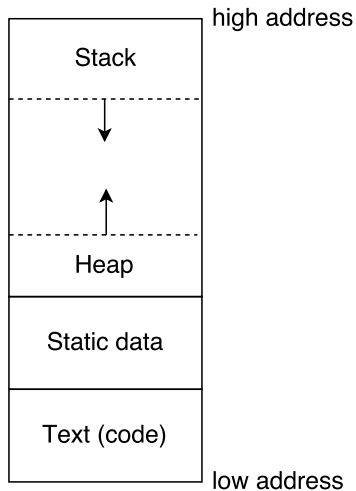 high address
Stack
Heap
Static data
Text (code)
low address